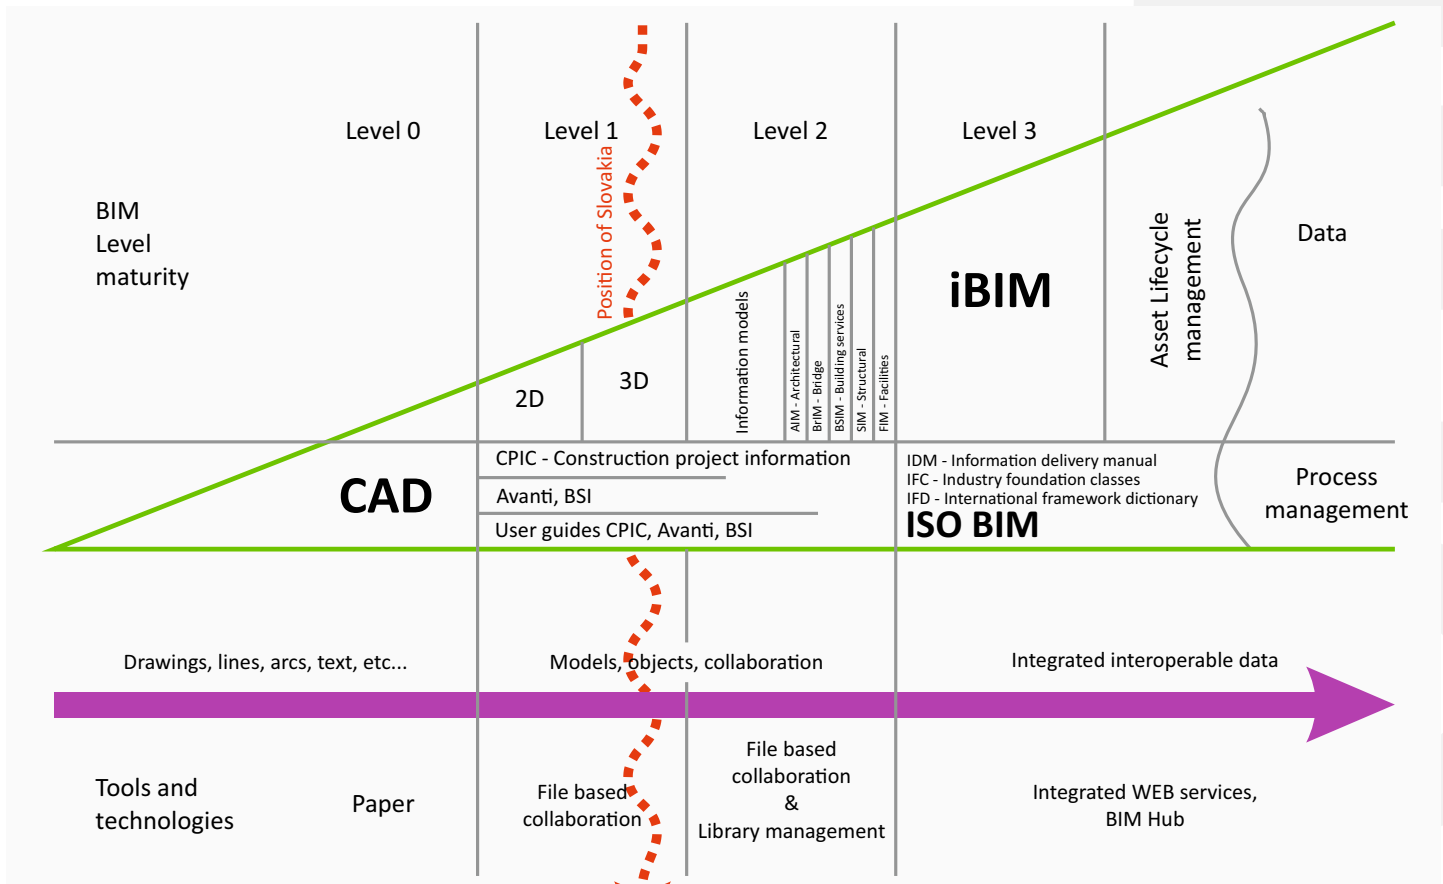 Level 0
Level 1
Level 2
Level 3
BIM
Level
maturity
Position of Slovakia
2D
3D
Information models
AIM - Architectural
BrIM - Bridge
BSIM - Building services
SIM - Structural
FIM - Facilities
iBIM
Asset Lifecycle
management
Data
CAD
CPIC - Construction project information
Avanti, BSI
User guides CPIC, Avanti, BSI
IDM - Information delivery manual
IFC - Industry foundation classes
IFD - International framework dictionary
ISO BIM
Process
management
Drawings, lines, arcs, text, etc...
Models, objects, collaboration
Integrated interoperable data
Tools and
technologies
Paper
File based
collaboration
File based
collaboration
&
Library management
Integrated WEB services,
BIM Hub